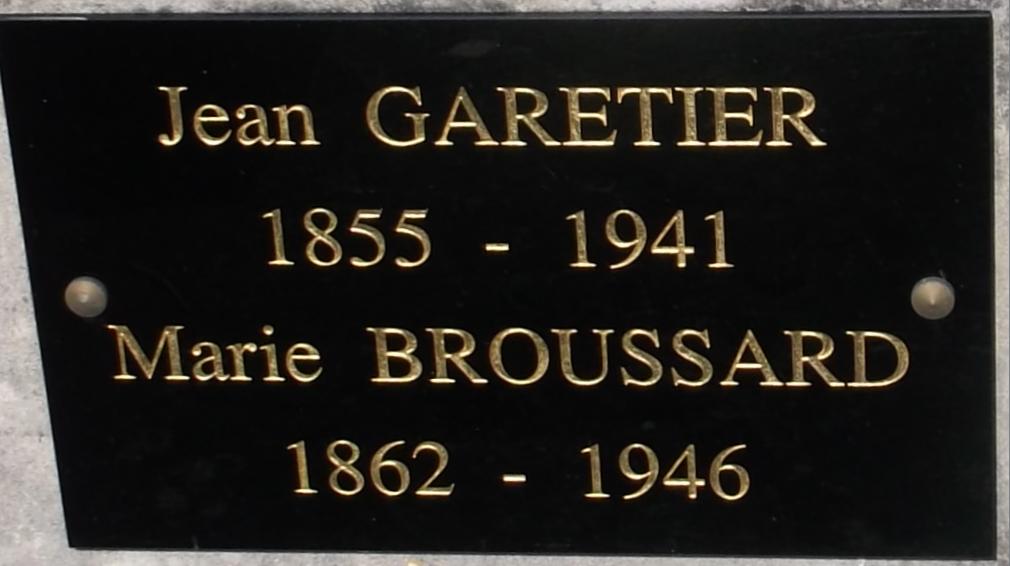 Jean GARETIER
1855 - 1941
Marie BROUSSARD
1862 - 1946